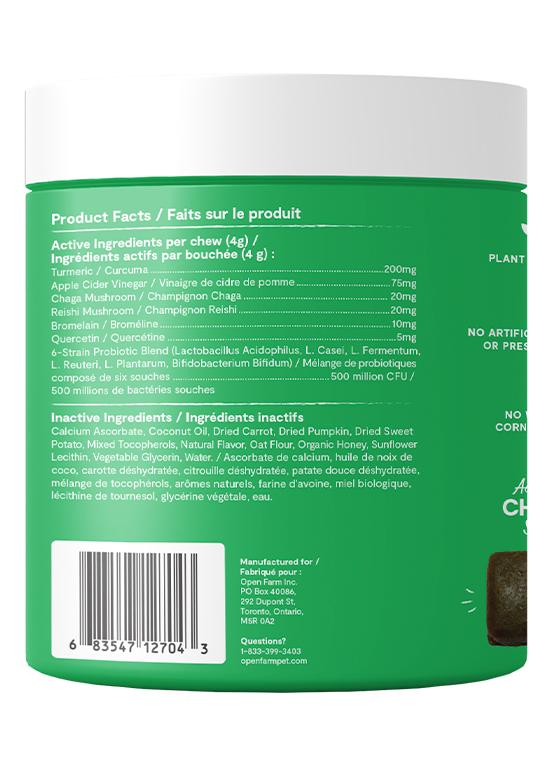 Product Facts / Faits sur le produit
Active Ingredients per chew (4g) /
Ingrédients actifs par bouchée (4 g) :
Turmeric / Curcuma 200mg
Apple Cider Vinegar / Vinaigre de cidre de pomme 75mg
Chaga Mushroom / Champignon Chaga 20mg
Reishi Mushroom / Champignon Reishi 20mg
Bromelain / Broméline 10mg
Quercetin / Quercétine 5mg
6-Strain Probiotic Blend (Lactobacillus Acidophilus, L. Casei, L. Fermentum,
L. Reuteri, L. Plantarum, Bifidobacterium Bifidum) / Mélange de probiotiques
composé de six souches 500 million CFU /
500 millions de bactéries souches
Inactive Ingredients / Ingrédients inactifs
Calcium Ascorbate, Coconut Oil, Dried Carrot, Dried Pumpkin, Dried Sweet
Potato, Mixed Tocopherols, Natural Flavor, Oat Flour, Organic Honey, Sunflower
Lecithin, Vegetable Glycerin, Water. / Ascorbate de calcium, huile de noix de
coco, carotte déshydratée, citrouille déshydratée, patate douce déshydratée,
mélange de tocophérols, arômes naturels, farine d'avoine, miel biologique,
lécithine de tournesol, glycérine végétale, eau.
6 83547 12704 3
Manufactured for /
Fabriqué pour :
Open Farm Inc.
PO Box 40086,
292 Dupont St,
Toronto, Ontario,
M5R 0A2
Questions?
1-833-399-3403
openfarmpet.com
PLANT
NO ARTIFIC
OR PRES
NO
CORN
CH